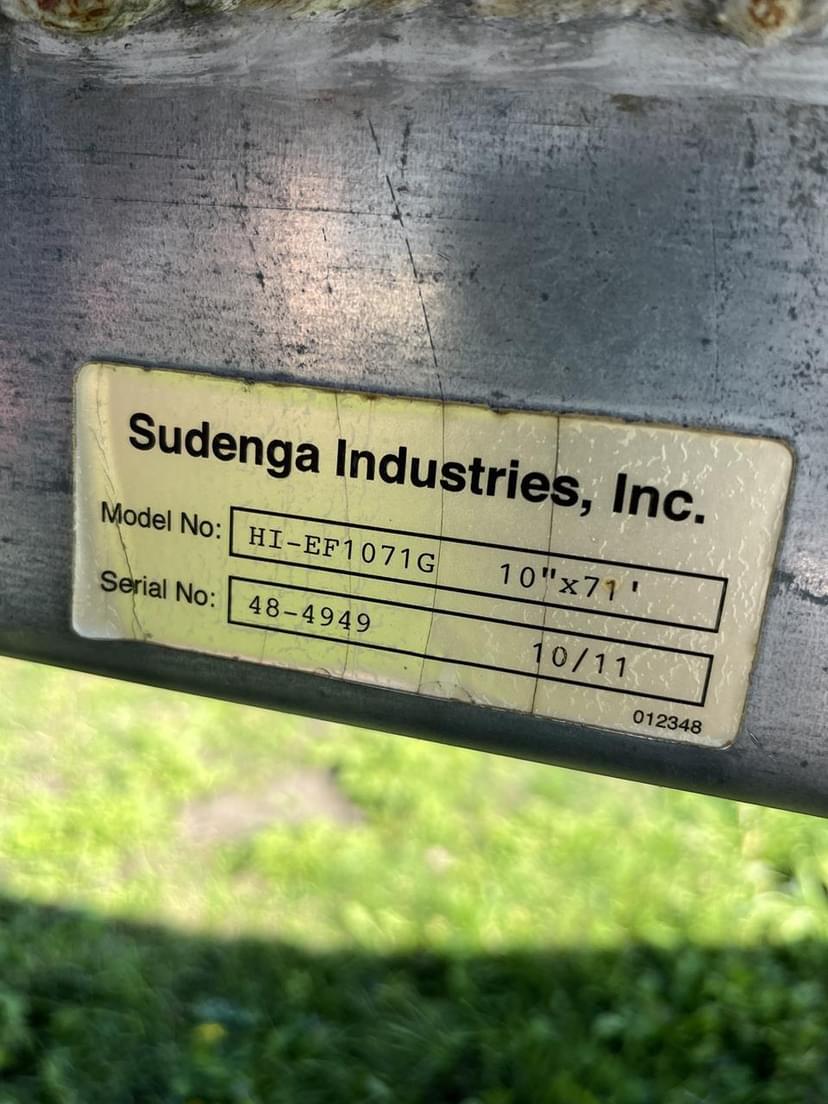 Sudenga Industries, Inc.
Model No: HI-EF1071G 10"x71'
Serial No: 48-4949 10/11
012348